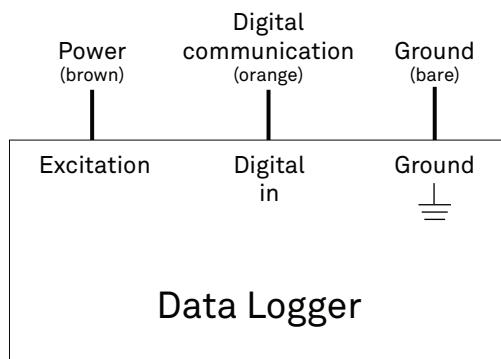 Power
(brown)
Digital
communication
(orange)
Ground
(bare)
Excitation
Digital
in
Ground
Data Logger